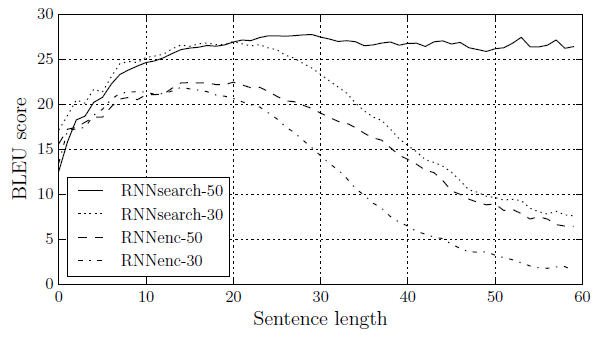 30
25
20
15
10
5
0
BLEU score
RNNsearch-50
RNNsearch-30
RNNenc-50
RNNenc-30
0 10 20 30 40 50 60
Sentence length